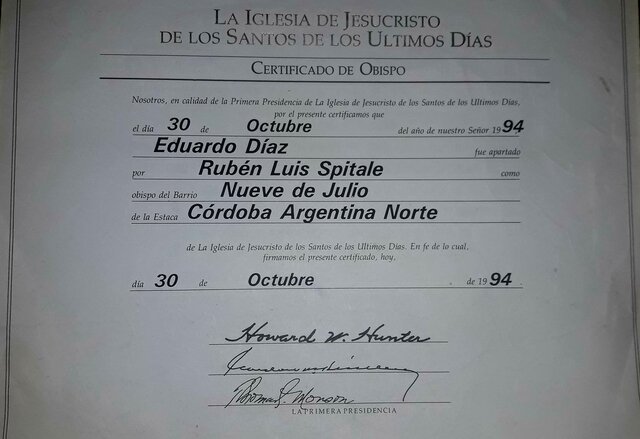 LA IGLESIA DE JESUCRISTO
DE LOS SANTOS DE LOS ULTIMOS DÍAS
CERTIFICADO DE OBISPO
Nosotros, en calidad de la Primera Presidencia de La Iglesia de Jesucristo de los Santos de los Ultimos Días,
por el presente certificamos que
el día 30 de Octubre del año de nuestro Señor 1994
Eduardo Díaz fue apartado
por Rubén Luis Spitale como
obispo del Barrio Nueve de Julio
de la Estaca Córdoba Argentina Norte
de La Iglesia de Jesucristo de los Santos de los Ultimos Días. En fe de lo cual,
firmamos el presente certificado, hoy,
día 30 de Octubre de 1994
Howard W. Hunter
Thomas S. Monson
LA PRIMERA PRESIDENCIA